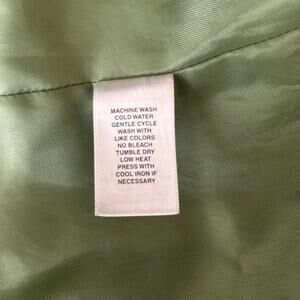 MACHINE WASH
COLD WATER
GENTLE CYCLE
WASH WITH
LIKE COLORS
NO BLEACH
TUMBLE DRY
LOW HEAT
PRESS WITH
COOL IRON IF
NECESSARY